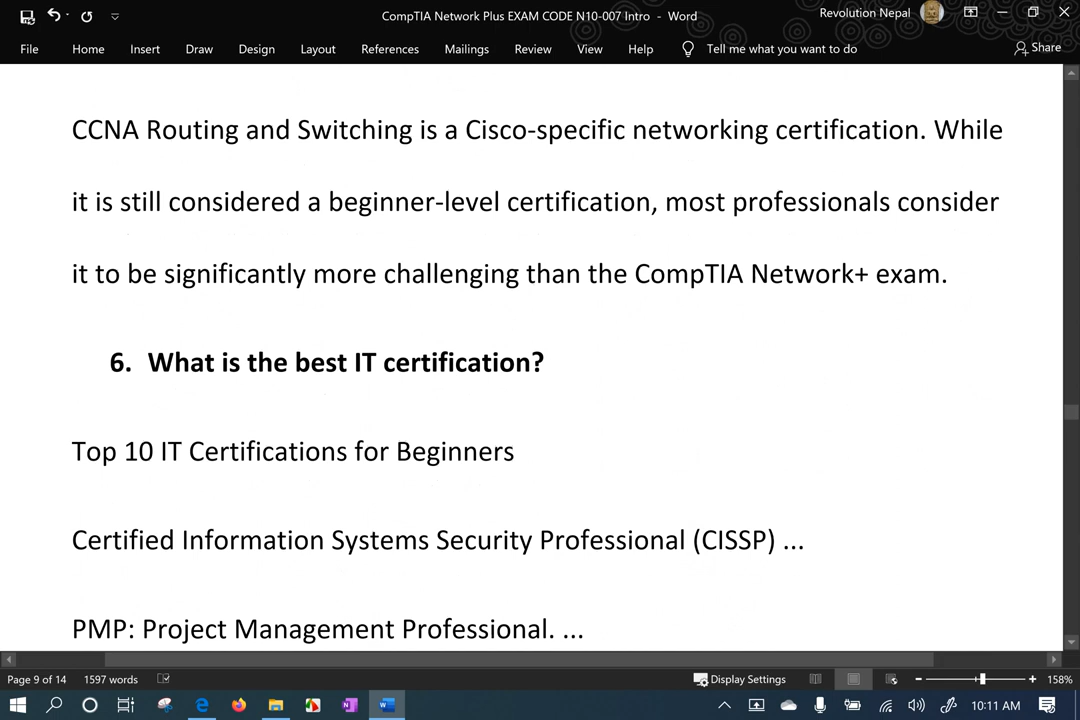 CompTIA Network Plus EXAM CODE N10-007 Intro - Word
Revolution Nepal
File Home Insert Draw Design Layout References Mailings Review View Help Tell me what you want to do Share
CCNA Routing and Switching is a Cisco-specific networking certification. While
it is still considered a beginner-level certification, most professionals consider
it to be significantly more challenging than the CompTIA Network+ exam.
6. What is the best IT certification?
Top 10 IT Certifications for Beginners
Certified Information Systems Security Professional (CISSP) ...
PMP: Project Management Professional. ...
Page 9 of 14 1597 words Display Settings 158%
10:11 AM